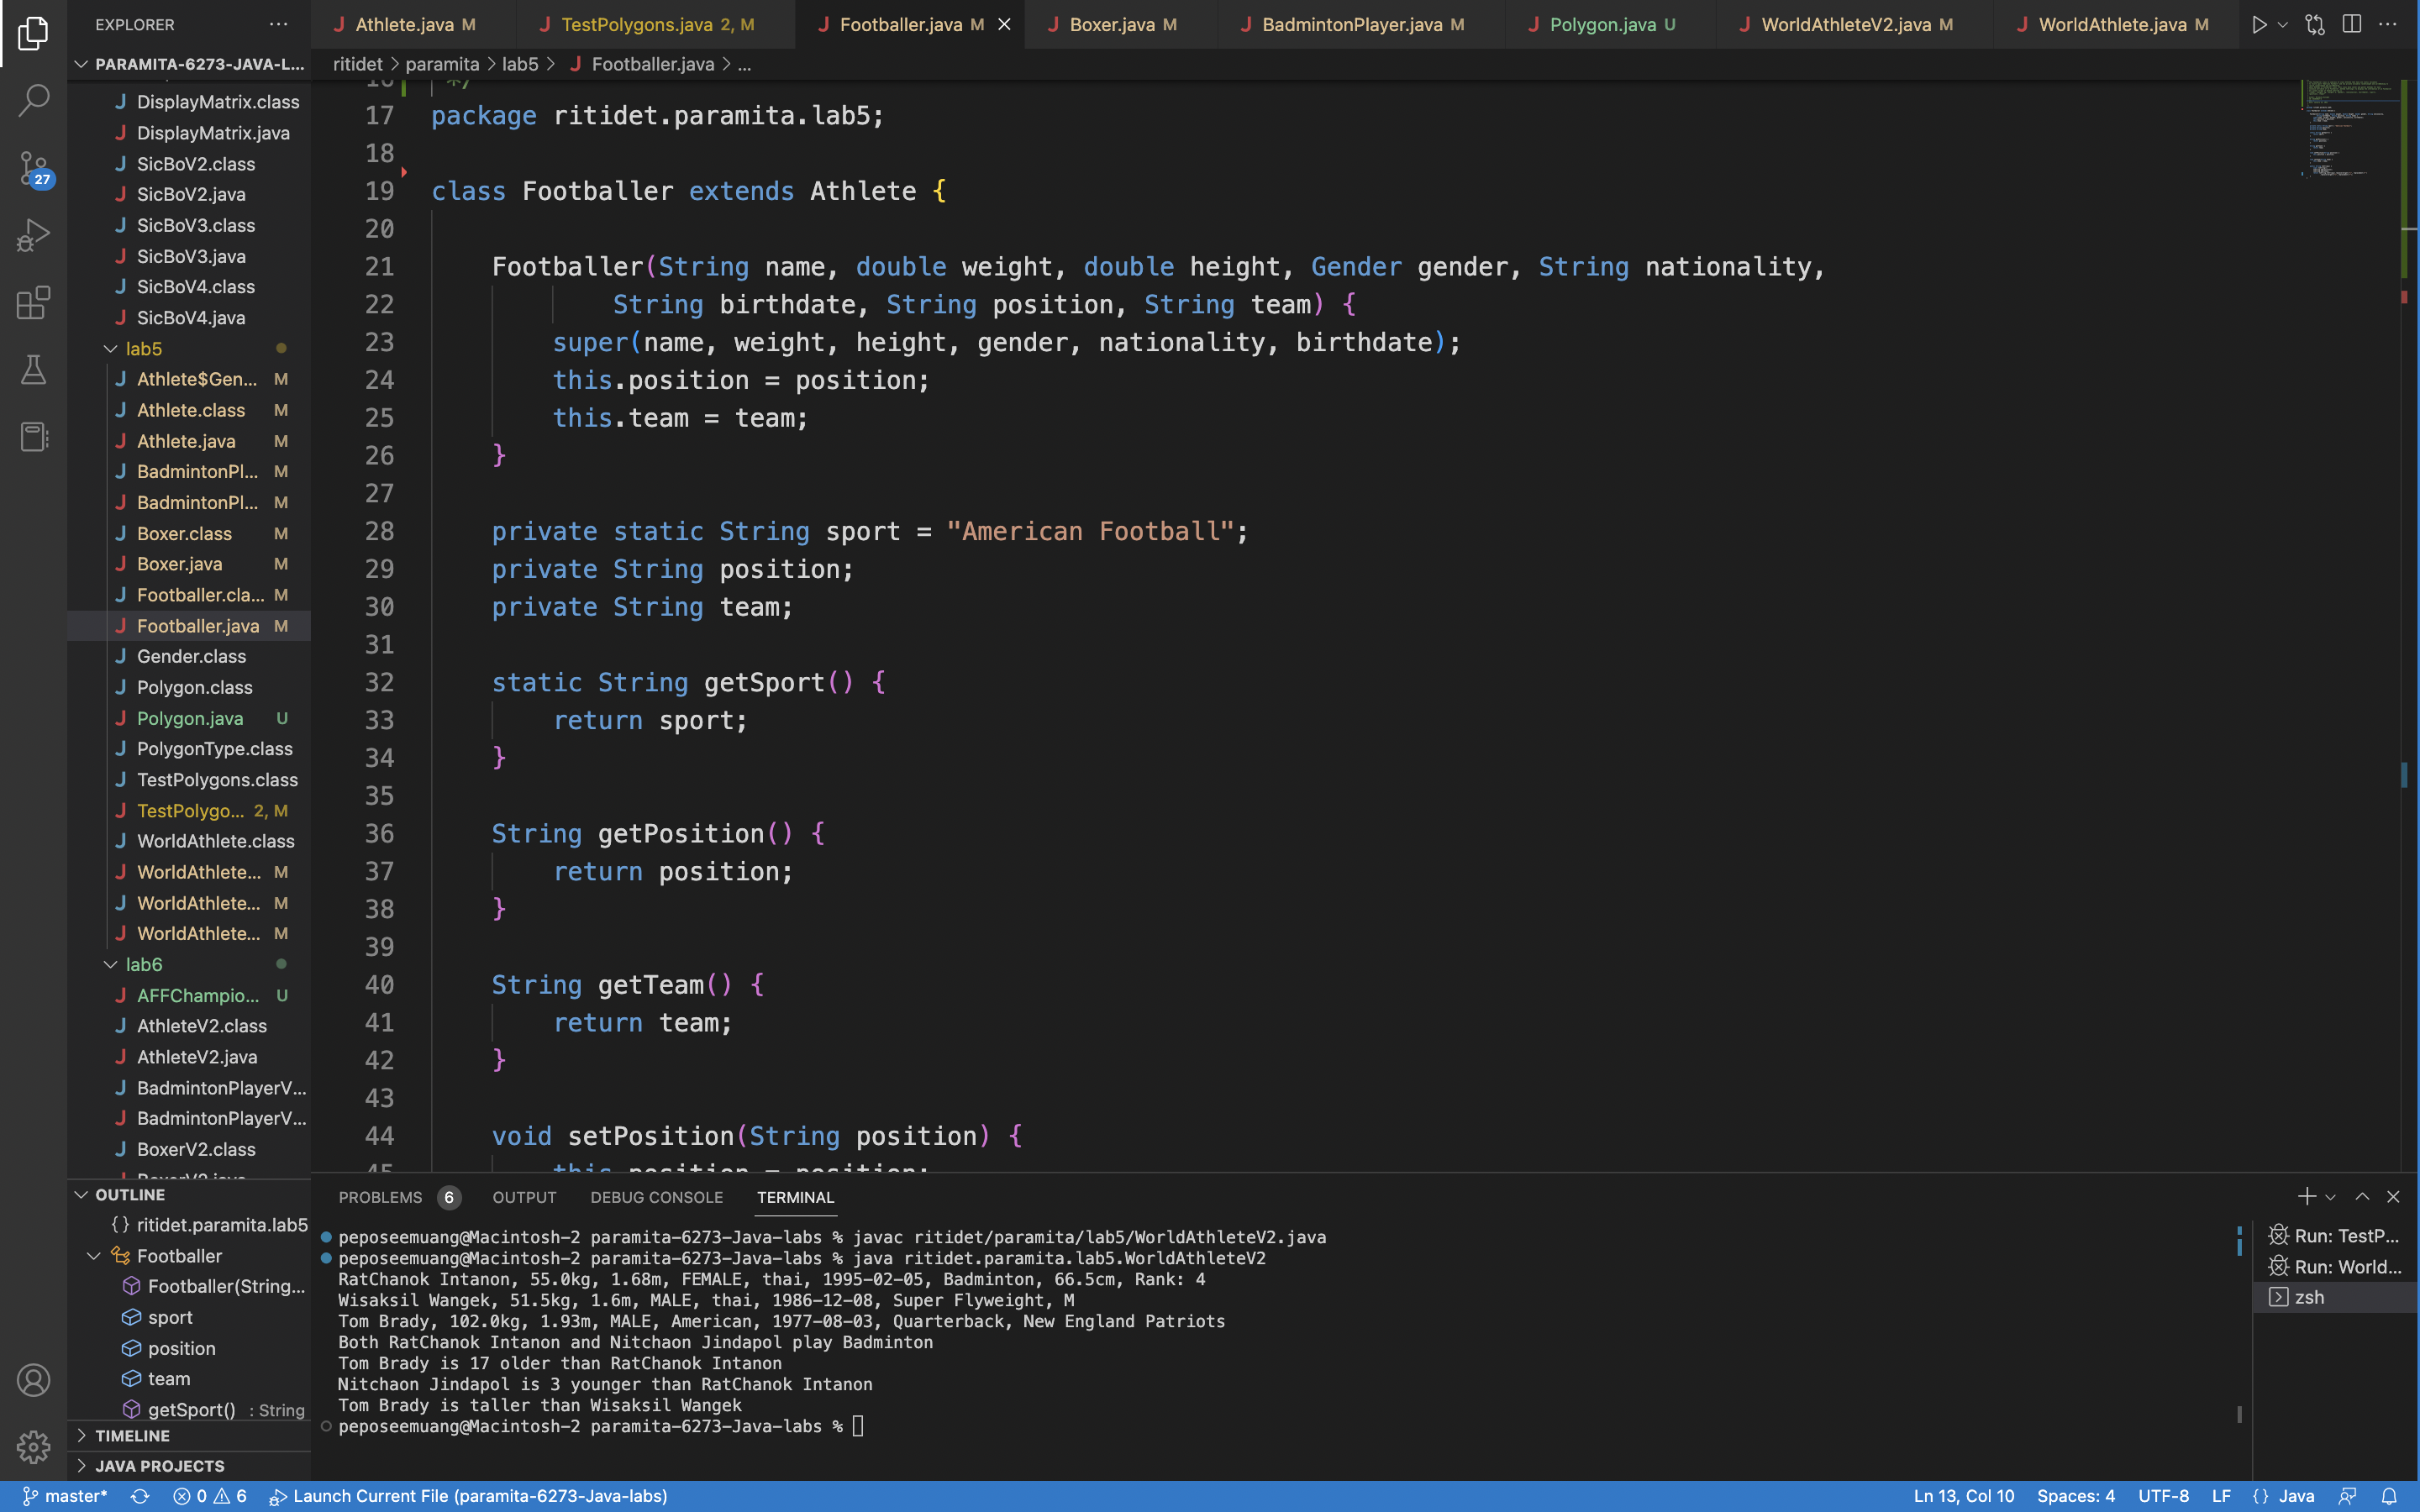 EXPLORER
Athlete.java M
TestPolygons.java 2, M
Footballer.java M
Boxer.java M
BadmintonPlayer.java M
Polygon.java U
WorldAthleteV2.java M
WorldAthlete.java M
PARAMITA-6273-JAVA-L...
ritidet > paramita > lab5 > Footballer.java > ...
DisplayMatrix.class
DisplayMatrix.java
SicBoV2.class
SicBoV2.java
SicBoV3.class
SicBoV3.java
SicBoV4.class
SicBoV4.java
lab5
Athlete$Gen... M
Athlete.class M
Athlete.java M
BadmintonPl... M
BadmintonPl... M
Boxer.class M
Boxer.java M
Footballer.cla... M
Footballer.java M
Gender.class
Polygon.class
Polygon.java U
PolygonType.class
TestPolygons.class
TestPolygo... 2, M
WorldAthlete.class
WorldAthlete... M
WorldAthlete... M
WorldAthlete... M
lab6
AFFChampio... U
AthleteV2.class
AthleteV2.java
BadmintonPlayerV...
BadmintonPlayerV...
BoxerV2.class
BoxerV2.java
27
OUTLINE
{} ritidet.paramita.lab5
Footballer
Footballer(String...
sport
position
team
getSport() : String
TIMELINE
JAVA PROJECTS
16 */
17 package ritidet.paramita.lab5;
18
19 class Footballer extends Athlete {
20
21 Footballer(String name, double weight, double height, Gender gender, String nationality,
22 String birthdate, String position, String team) {
23 super(name, weight, height, gender, nationality, birthdate);
24 this.position = position;
25 this.team = team;
26 }
27
28 private static String sport = "American Football";
29 private String position;
30 private String team;
31
32 static String getSport() {
33 return sport;
34 }
35
36 String getPosition() {
37 return position;
38 }
39
40 String getTeam() {
41 return team;
42 }
43
44 void setPosition(String position) {
45 this.position = position;
PROBLEMS 6 OUTPUT DEBUG CONSOLE TERMINAL
peposeemuang@Macintosh-2 paramita-6273-Java-labs % javac ritidet/paramita/lab5/WorldAthleteV2.java
peposeemuang@Macintosh-2 paramita-6273-Java-labs % java ritidet.paramita.lab5.WorldAthleteV2
RatChanok Intanon, 55.0kg, 1.68m, FEMALE, thai, 1995-02-05, Badminton, 66.5cm, Rank: 4
Wisaksil Wangek, 51.5kg, 1.6m, MALE, thai, 1986-12-08, Super Flyweight, M
Tom Brady, 102.0kg, 1.93m, MALE, American, 1977-08-03, Quarterback, New England Patriots
Both RatChanok Intanon and Nitchaon Jindapol play Badminton
Tom Brady is 17 older than RatChanok Intanon
Nitchaon Jindapol is 3 younger than RatChanok Intanon
Tom Brady is taller than Wisaksil Wangek
peposeemuang@Macintosh-2 paramita-6273-Java-labs %
Run: TestP...
Run: World...
zsh
master* 0 6 Launch Current File (paramita-6273-Java-labs)
Ln 13, Col 10 Spaces: 4 UTF-8 LF {} Java